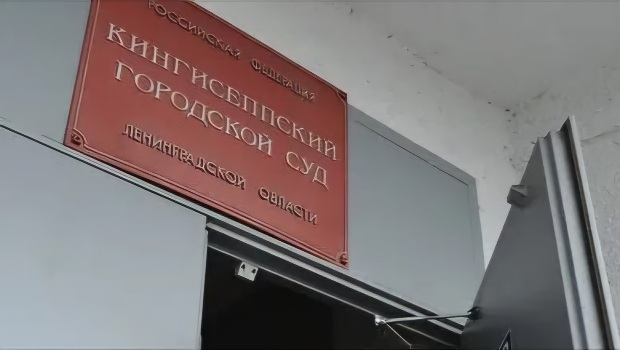 РОССИЙСКАЯ ФЕДЕРАЦИЯ
КИНГИСЕППСКИЙ
ГОРОДСКОЙ СУД
ЛЕНИНГРАДСКОЙ ОБЛАСТИ